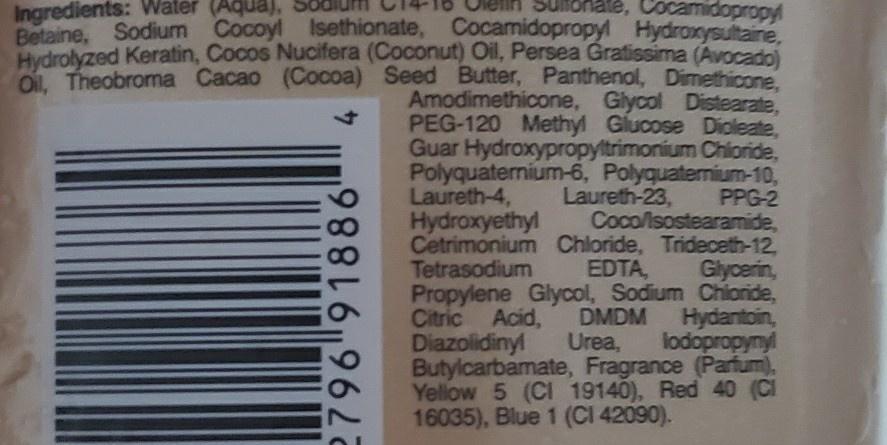 Ingredients: Water (Aqua), Sodium C14-16 Olefin Sulfonate, Cocamidopropyl
Betaine, Sodium Cocoyl Isethionate, Cocamidopropyl Hydroxysultaine,
Hydrolyzed Keratin, Cocos Nucifera (Coconut) Oil, Persea Gratissima (Avocado)
Oil, Theobroma Cacao (Cocoa) Seed Butter, Panthenol, Dimethicone,
Amodimethicone, Glycol Distearate,
PEG-120 Methyl Glucose Dioleate,
Guar Hydroxypropyltrimonium Chloride,
Polyquaternium-6, Polyquaternium-10,
Laureth-4, Laureth-23, PPG-2
Hydroxyethyl Coco/Isostearamide,
Cetrimonium Chloride, Trideceth-12,
Tetrasodium EDTA, Glycerin,
Propylene Glycol, Sodium Chloride,
Citric Acid, DMDM Hydantoin,
Diazolidinyl Urea, Iodopropynyl
Butylcarbamate, Fragrance (Parfum),
Yellow 5 (CI 19140), Red 40 (CI
16035), Blue 1 (CI 42090).
796 91886 4